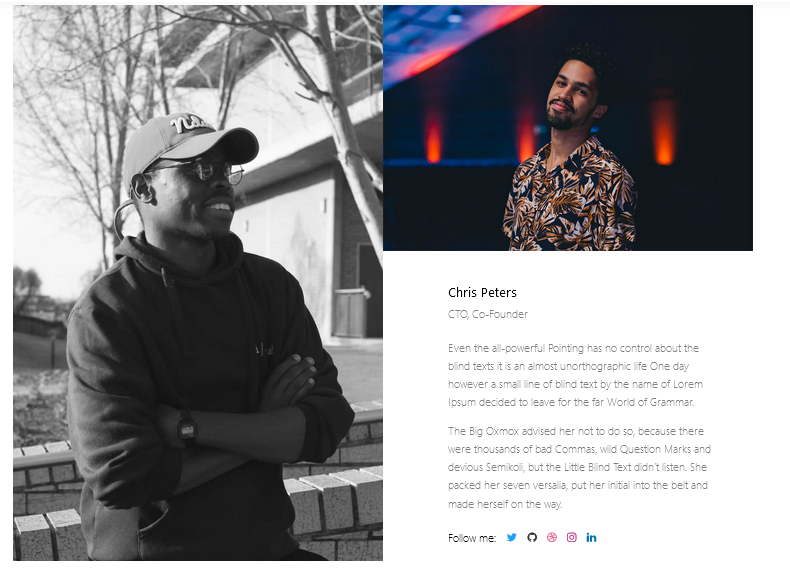 Chris Peters
CTO, Co-Founder
Even the all-powerful Pointing has no control about the
blind texts it is an almost unorthographic life One day
however a small line of blind text by the name of Lorem
Ipsum decided to leave for the far World of Grammar.
The Big Oxmox advised her not to do so, because there
were thousands of bad Commas, wild Question Marks and
devious Semikoli, but the Little Blind Text didn't listen. She
packed her seven versalia, put her initial into the belt and
made herself on the way.
Follow me: